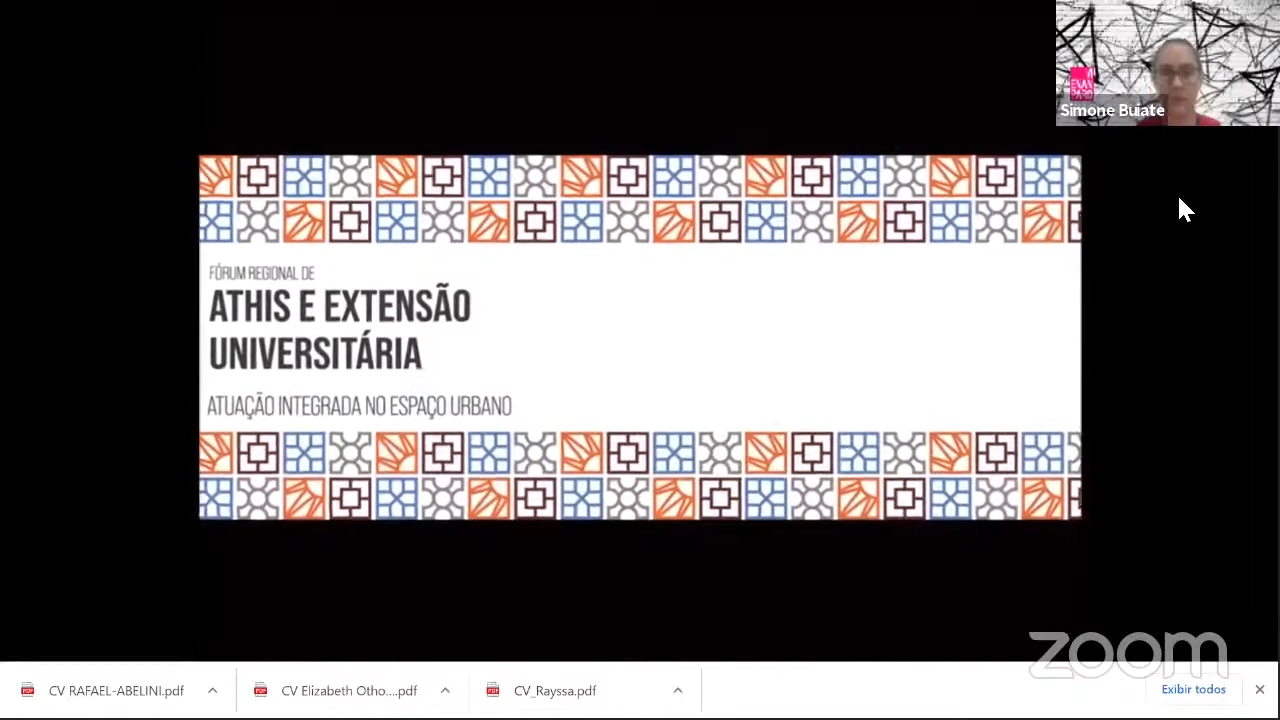 Simone Buiate
FÓRUM REGIONAL DE
ATHIS E EXTENSÃO
UNIVERSITÁRIA
ATUAÇÃO INTEGRADA NO ESPAÇO URBANO
zoom
CV RAFAEL-ABELINI.pdf
CV Elizabeth Otho....pdf
CV_Rayssa.pdf
Exibir todos